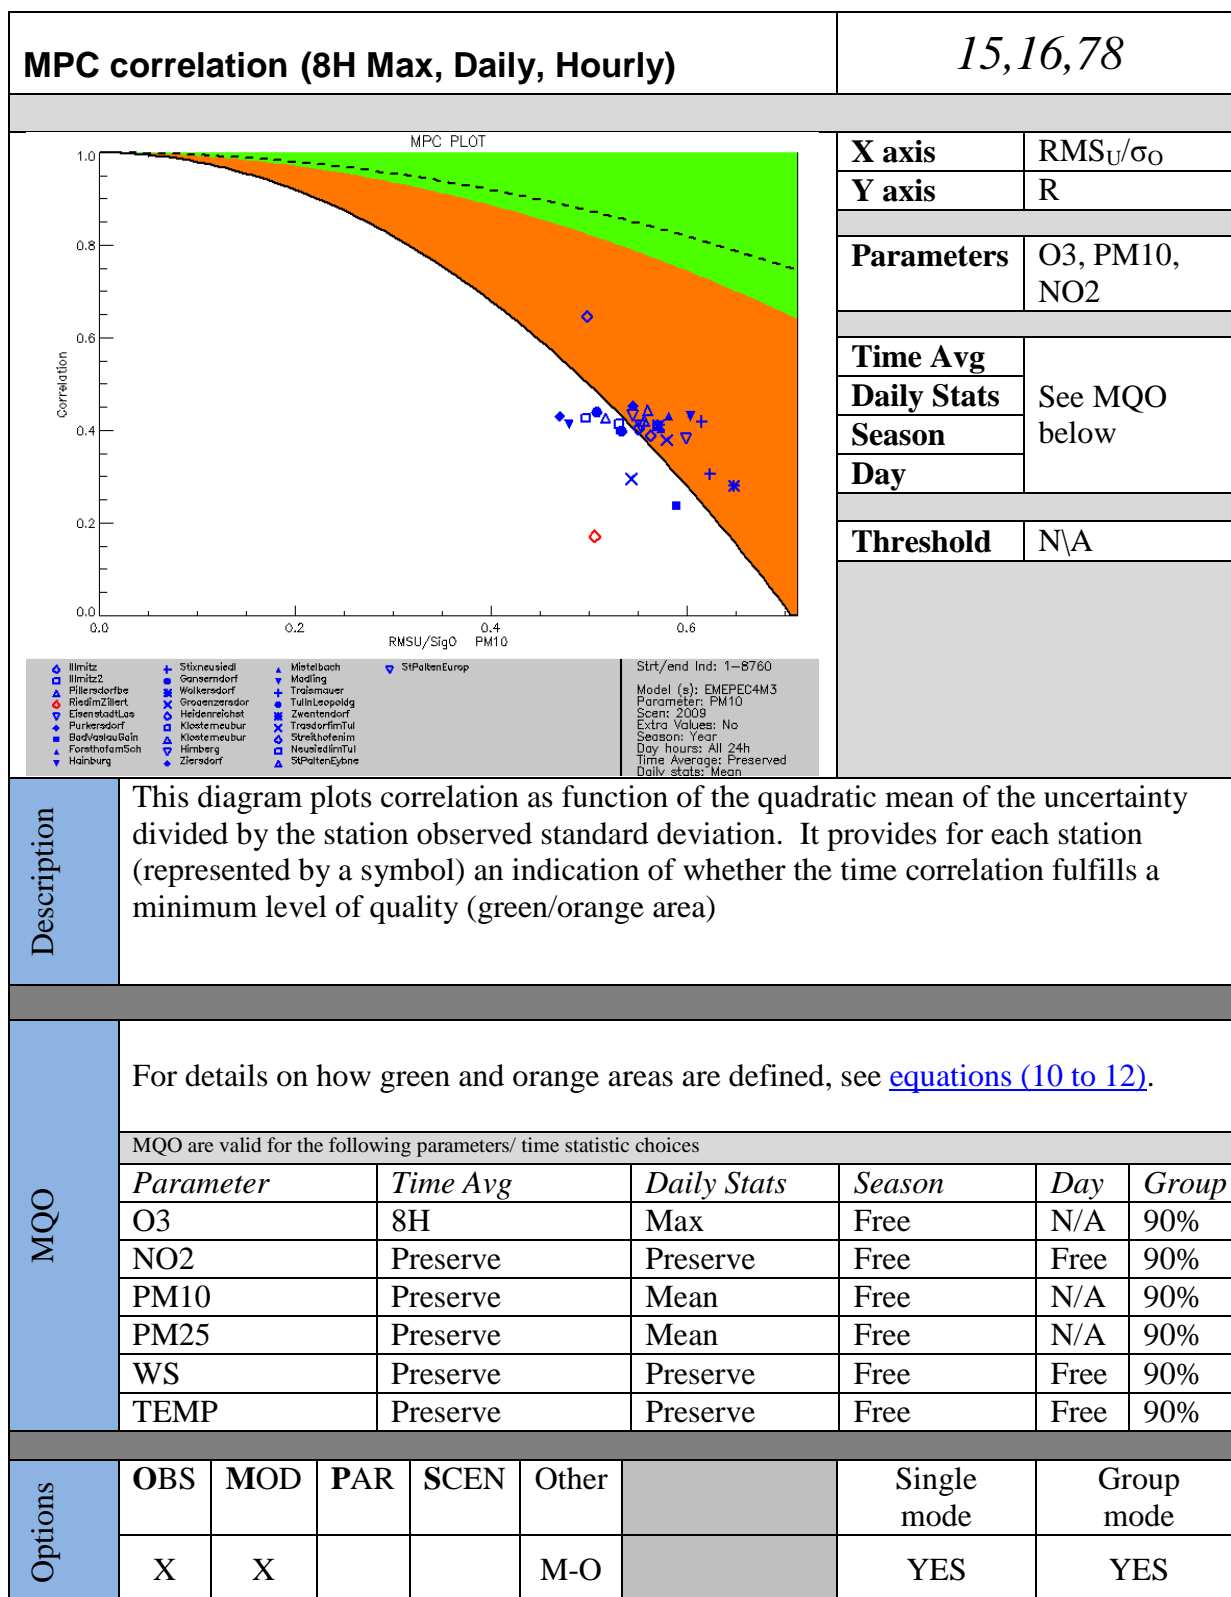 MPC correlation (8H Max, Daily, Hourly)
15,16,78
MPC PLOT
1.0
0.8
0.6
0.4
0.2
0.0
Correlation
0.0 0.2 0.4 0.6
RMSU/SigO PM10
Illmitz
Illmitz2
Pillersdorfbe
RiedimZillert
EisenstadtLas
Purkersdorf
BadVoslauGain
ForsthofamSch
Hainburg
Stixneusiedl
Ganserndorf
Wolkersdorf
Grossenzersdor
Heidenreichst
Klosterneubur
Klosterneubur
Himberg
Ziersdorf
Mistelbach
Modling
Traismauer
TullnLeopoldg
Zwentendorf
TrasdorfimTul
Streithofenim
NeusiedlimTul
StPoltenEybne
StPoltenEurop
Strt/end Ind: 1-8760
Model (s): EMEPEC4M3
Parameter: PM10
Scen: 2009
Extra Values: No
Season: Year
Day hours: All 24h
Time Average: Preserved
Daily stats: Mean
X axis RMSU/σO
Y axis R
Parameters O3, PM10,
NO2
Time Avg
Daily Stats
Season
Day
See MQO
below
Threshold N\A
Description
This diagram plots correlation as function of the quadratic mean of the uncertainty
divided by the station observed standard deviation. It provides for each station
(represented by a symbol) an indication of whether the time correlation fulfills a
minimum level of quality (green/orange area)
MQO
For details on how green and orange areas are defined, see equations (10 to 12).
MQO are valid for the following parameters/ time statistic choices
Parameter Time Avg Daily Stats Season Day Group
O3 8H Max Free N/A 90%
NO2 Preserve Preserve Free Free 90%
PM10 Preserve Mean Free N/A 90%
PM25 Preserve Mean Free N/A 90%
WS Preserve Preserve Free Free 90%
TEMP Preserve Preserve Free Free 90%
Options
OBS MOD PAR SCEN Other Single
mode Group
mode
X X M-O YES YES